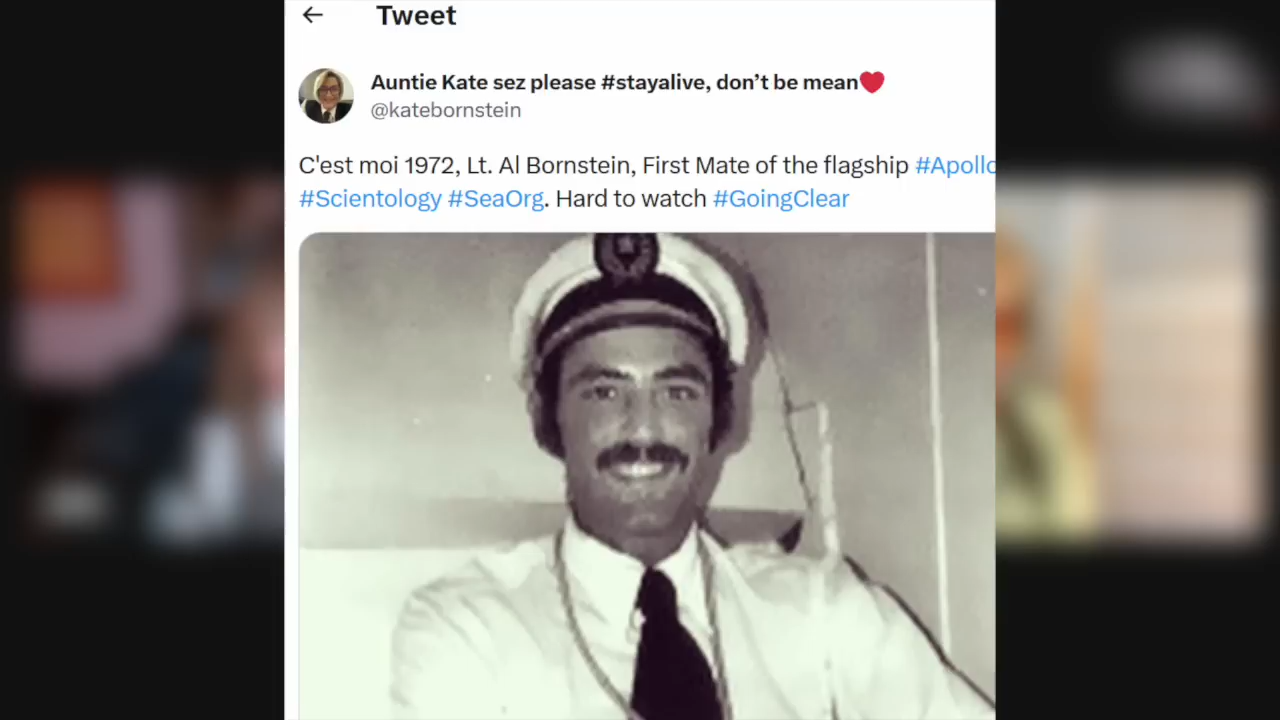 Tweet
Auntie Kate sez please #stayalive, don’t be mean❤️
@katebornstein
C'est moi 1972, Lt. Al Bornstein, First Mate of the flagship #Apollo
#Scientology #SeaOrg. Hard to watch #GoingClear